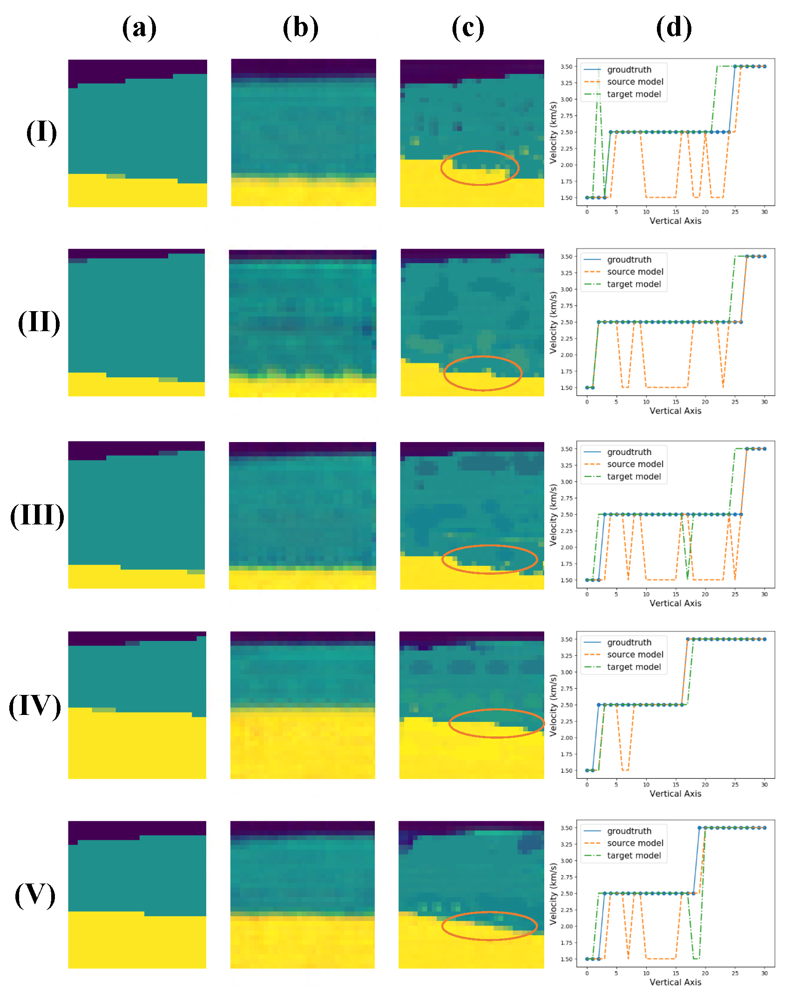 (a) (b) (c) (d)
(I)
3.50
3.25
3.00
2.75
2.50
2.25
2.00
1.75
1.50
Velocity (km/s)
groudtruth
source model
target model
0 5 10 15 20 25 30
Vertical Axis
(II)
3.50
3.25
3.00
2.75
2.50
2.25
2.00
1.75
1.50
Velocity (km/s)
groudtruth
source model
target model
0 5 10 15 20 25 30
Vertical Axis
(III)
3.50
3.25
3.00
2.75
2.50
2.25
2.00
1.75
1.50
Velocity (km/s)
groudtruth
source model
target model
0 5 10 15 20 25 30
Vertical Axis
(IV)
3.50
3.25
3.00
2.75
2.50
2.25
2.00
1.75
1.50
Velocity (km/s)
groudtruth
source model
target model
0 5 10 15 20 25 30
Vertical Axis
(V)
3.50
3.25
3.00
2.75
2.50
2.25
2.00
1.75
1.50
Velocity (km/s)
groudtruth
source model
target model
0 5 10 15 20 25 30
Vertical Axis